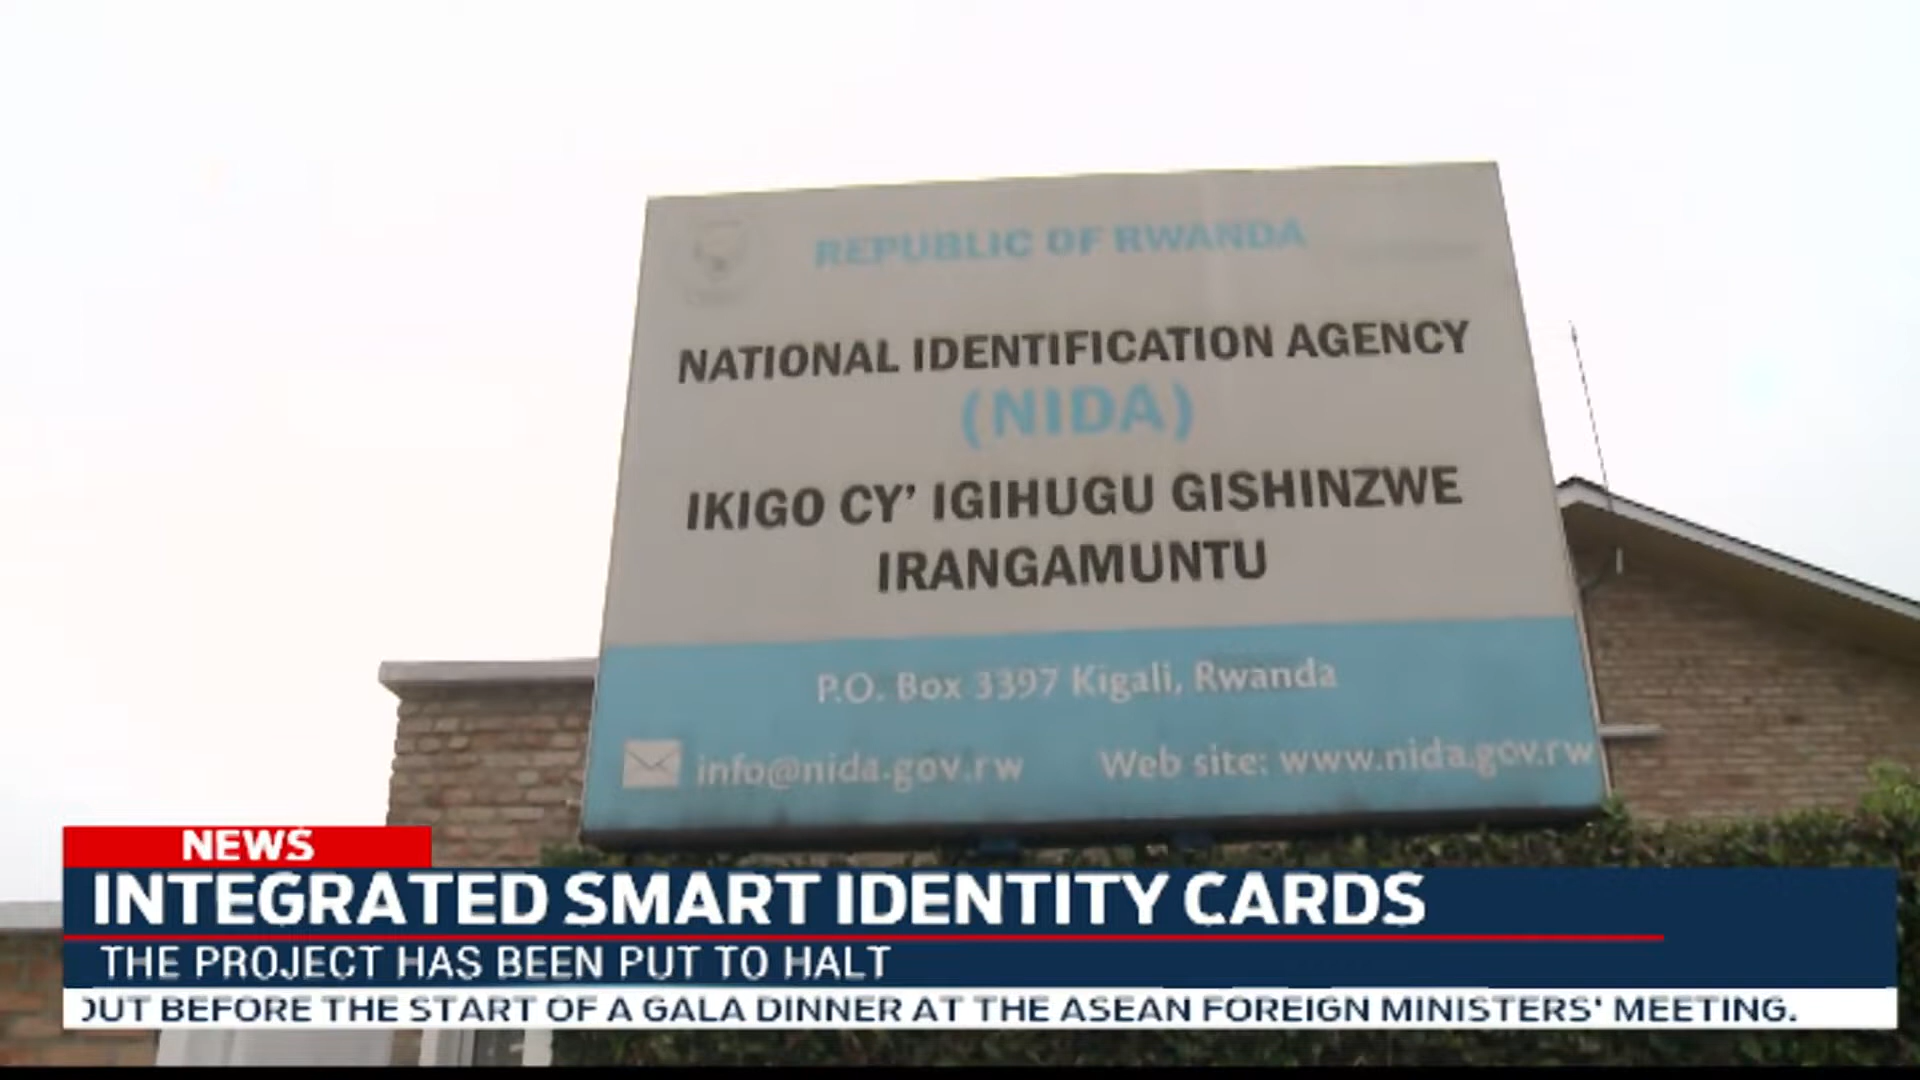 REPUBLIC OF RWANDA
NATIONAL IDENTIFICATION AGENCY
(NIDA)
IKIGO CY' IGIHUGU GISHINZWE
IRANGAMUNTU
P.O. Box 3397 Kigali, Rwanda
info@nida.gov.rw Web site: www.nida.gov.rw
NEWS
INTEGRATED SMART IDENTITY CARDS
THE PROJECT HAS BEEN PUT TO HALT
OUT BEFORE THE START OF A GALA DINNER AT THE ASEAN FOREIGN MINISTERS' MEETING.